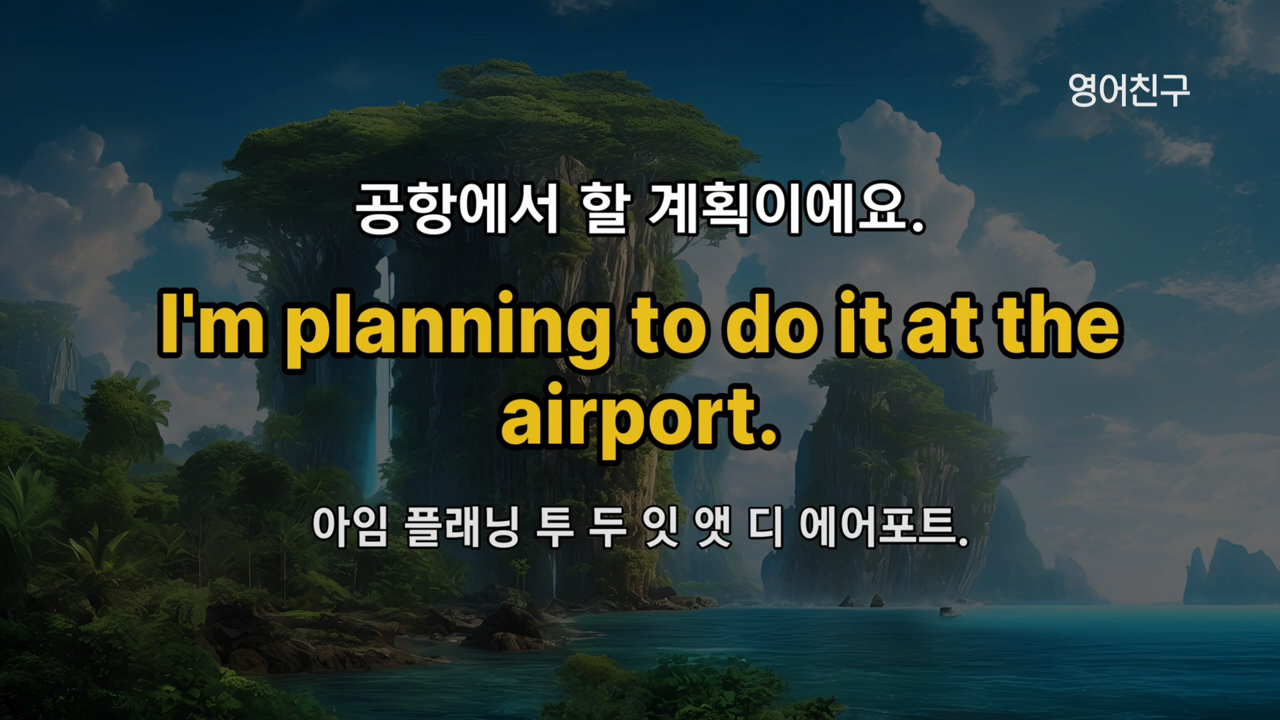 영어친구
공항에서 할 계획이에요.
I'm planning to do it at the
airport.
아임 플래닝 투 두 잇 앳 디 에어포트.